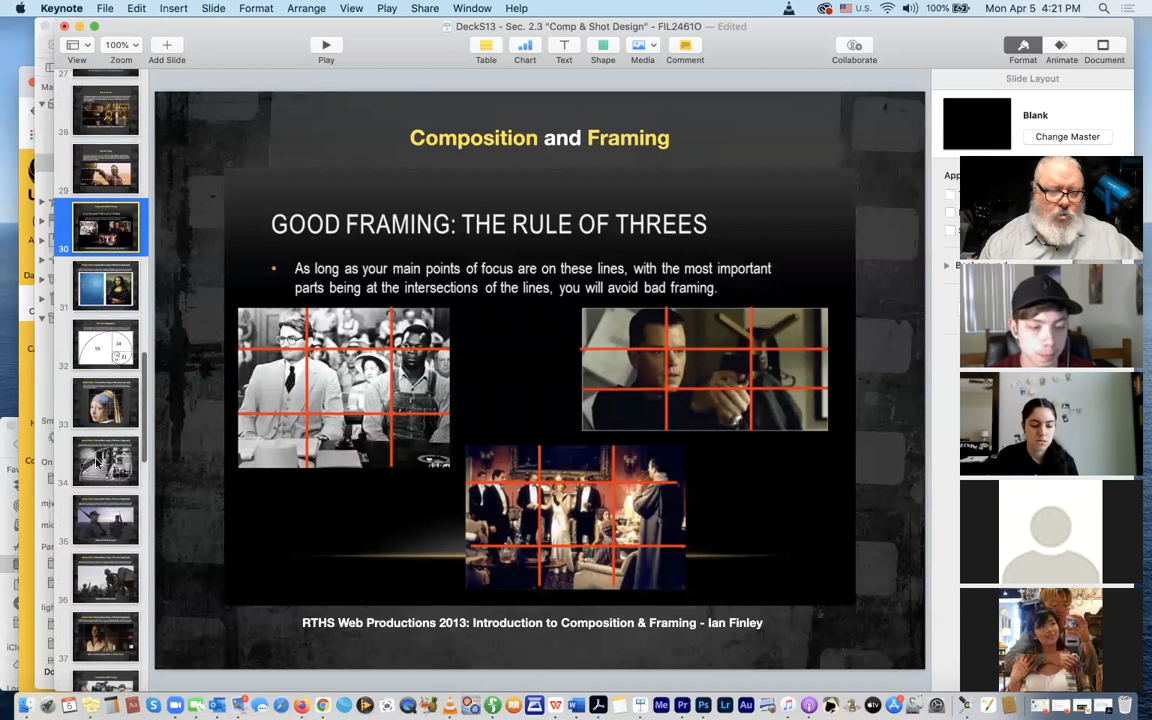 Keynote File Edit Insert Slide Format Arrange View Play Share Window Help U.S. 100% Mon Apr 5 4:21 PM
DeckS13 - Sec. 2.3 "Comp & Shot Design" - FIL2461O — Edited
100%
View Zoom Add Slide Play Table Chart Text Shape Media Comment Collaborate Format Animate Document
Slide Layout
Blank
Change Master
27
28
29
30
31
32
33
34
35
36
37
Composition and Framing
GOOD FRAMING: THE RULE OF THREES
• As long as your main points of focus are on these lines, with the most important
parts being at the intersections of the lines, you will avoid bad framing.
RTHS Web Productions 2013: Introduction to Composition & Framing - Ian Finley